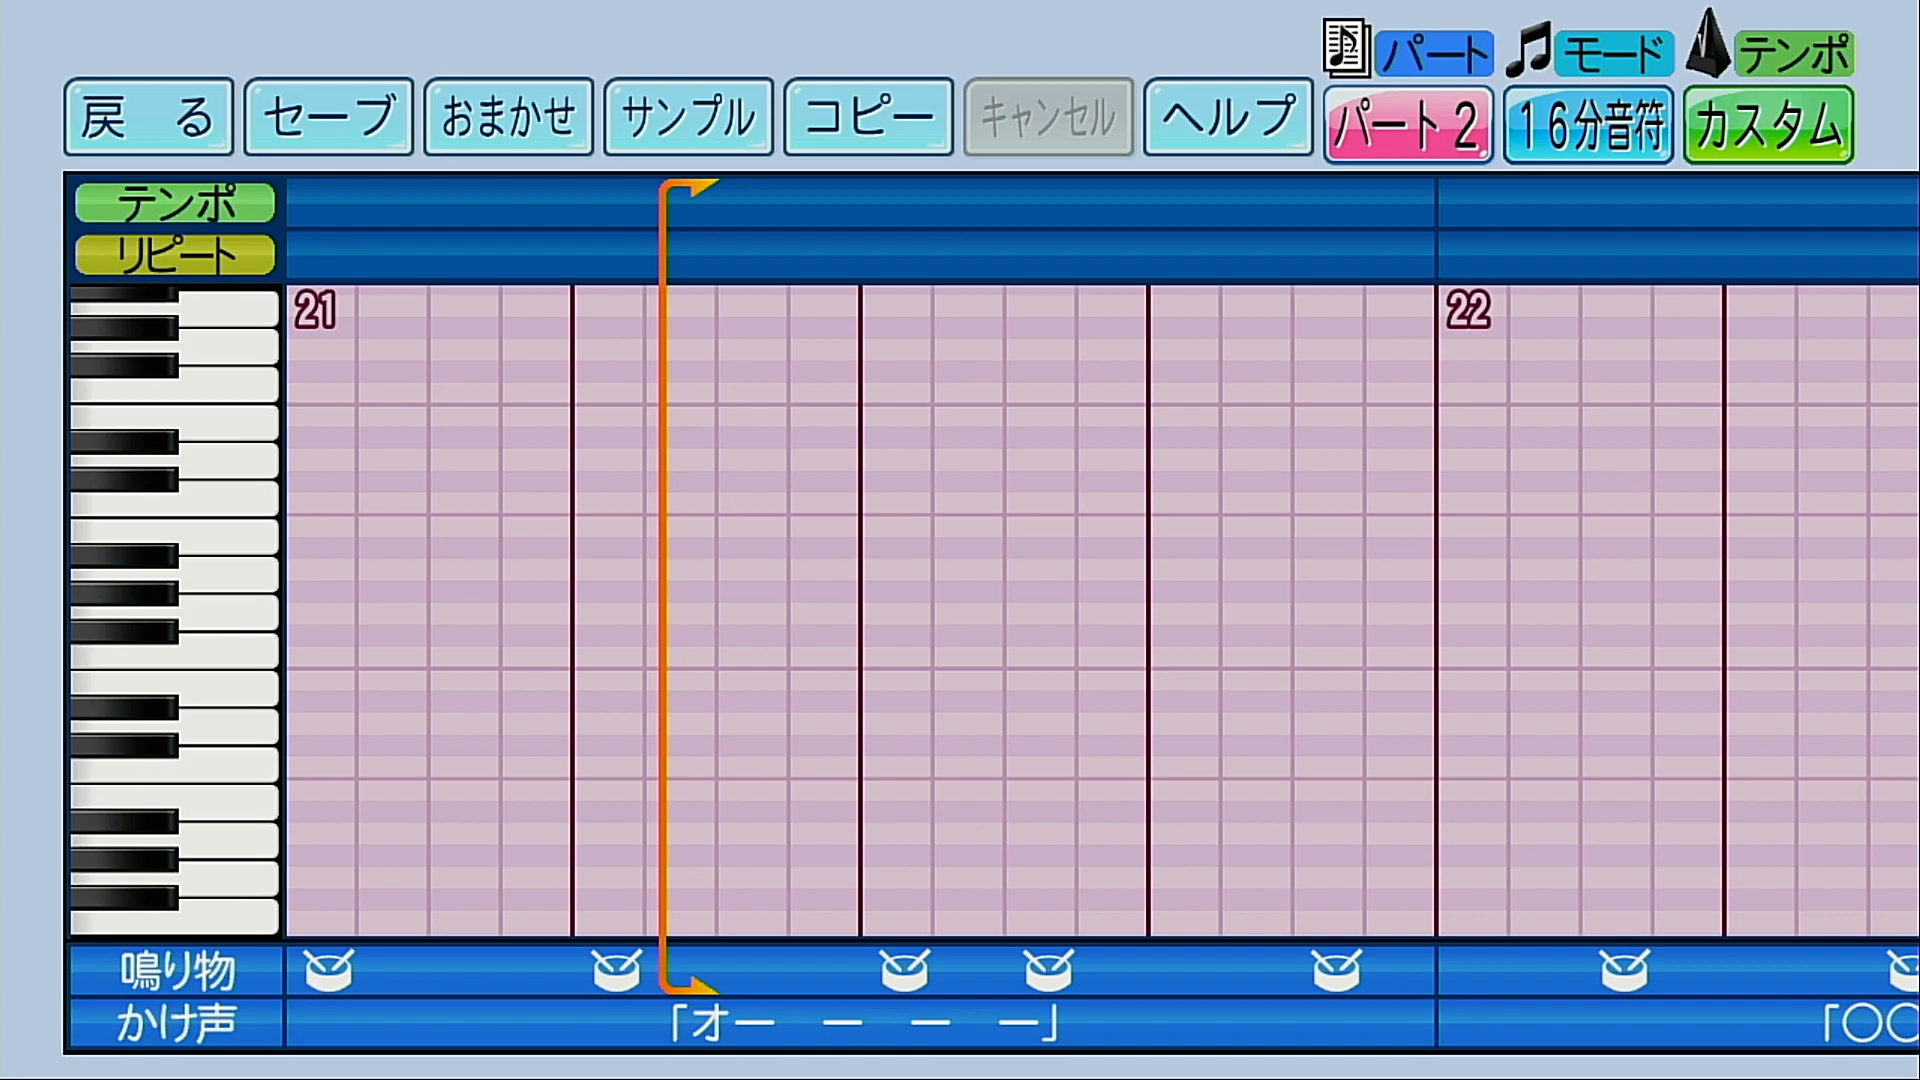 パート モード テンポ
戻 る セーブ おまかせ サンプル コピー キャンセル ヘルプ パート2 16分音符 カスタム
テンポ
リピート
21 22
鳴り物
かけ声 「オー ー ー ー」 「○○